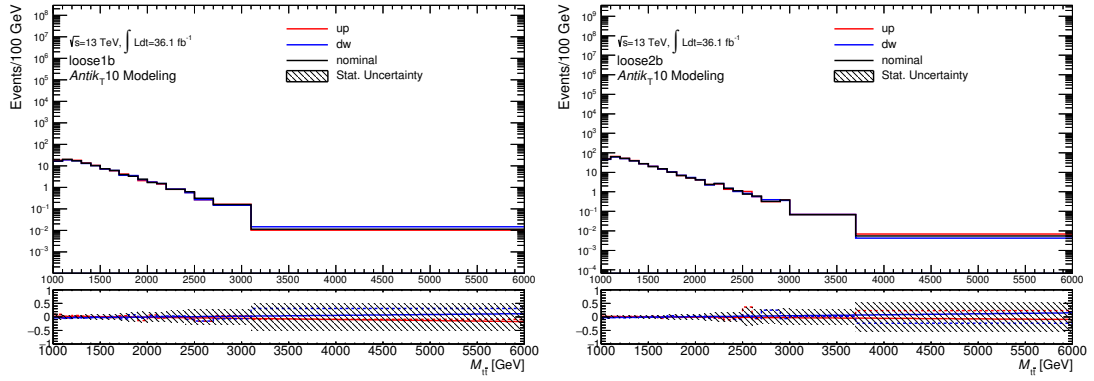 Events/100 GeV
10⁸
10⁷
10⁶
10⁵
10⁴
10³
10²
10
1
10⁻¹
10⁻²
10⁻³
√s=13 TeV, ∫ Ldt=36.1 fb⁻¹
loose1b
Antik_T10 Modeling
up
dw
nominal
Stat. Uncertainty
1000 1500 2000 2500 3000 3500 4000 4500 5000 5500 6000
1
0.5
0
−0.5
−1
1000 1500 2000 2500 3000 3500 4000 4500 5000 5500 6000
M_tt̄ [GeV]
Events/100 GeV
10⁹
10⁸
10⁷
10⁶
10⁵
10⁴
10³
10²
10
1
10⁻¹
10⁻²
10⁻³
10⁻⁴
√s=13 TeV, ∫ Ldt=36.1 fb⁻¹
loose2b
Antik_T10 Modeling
up
dw
nominal
Stat. Uncertainty
1000 1500 2000 2500 3000 3500 4000 4500 5000 5500 6000
1
0.5
0
−0.5
−1
1000 1500 2000 2500 3000 3500 4000 4500 5000 5500 6000
M_tt̄ [GeV]